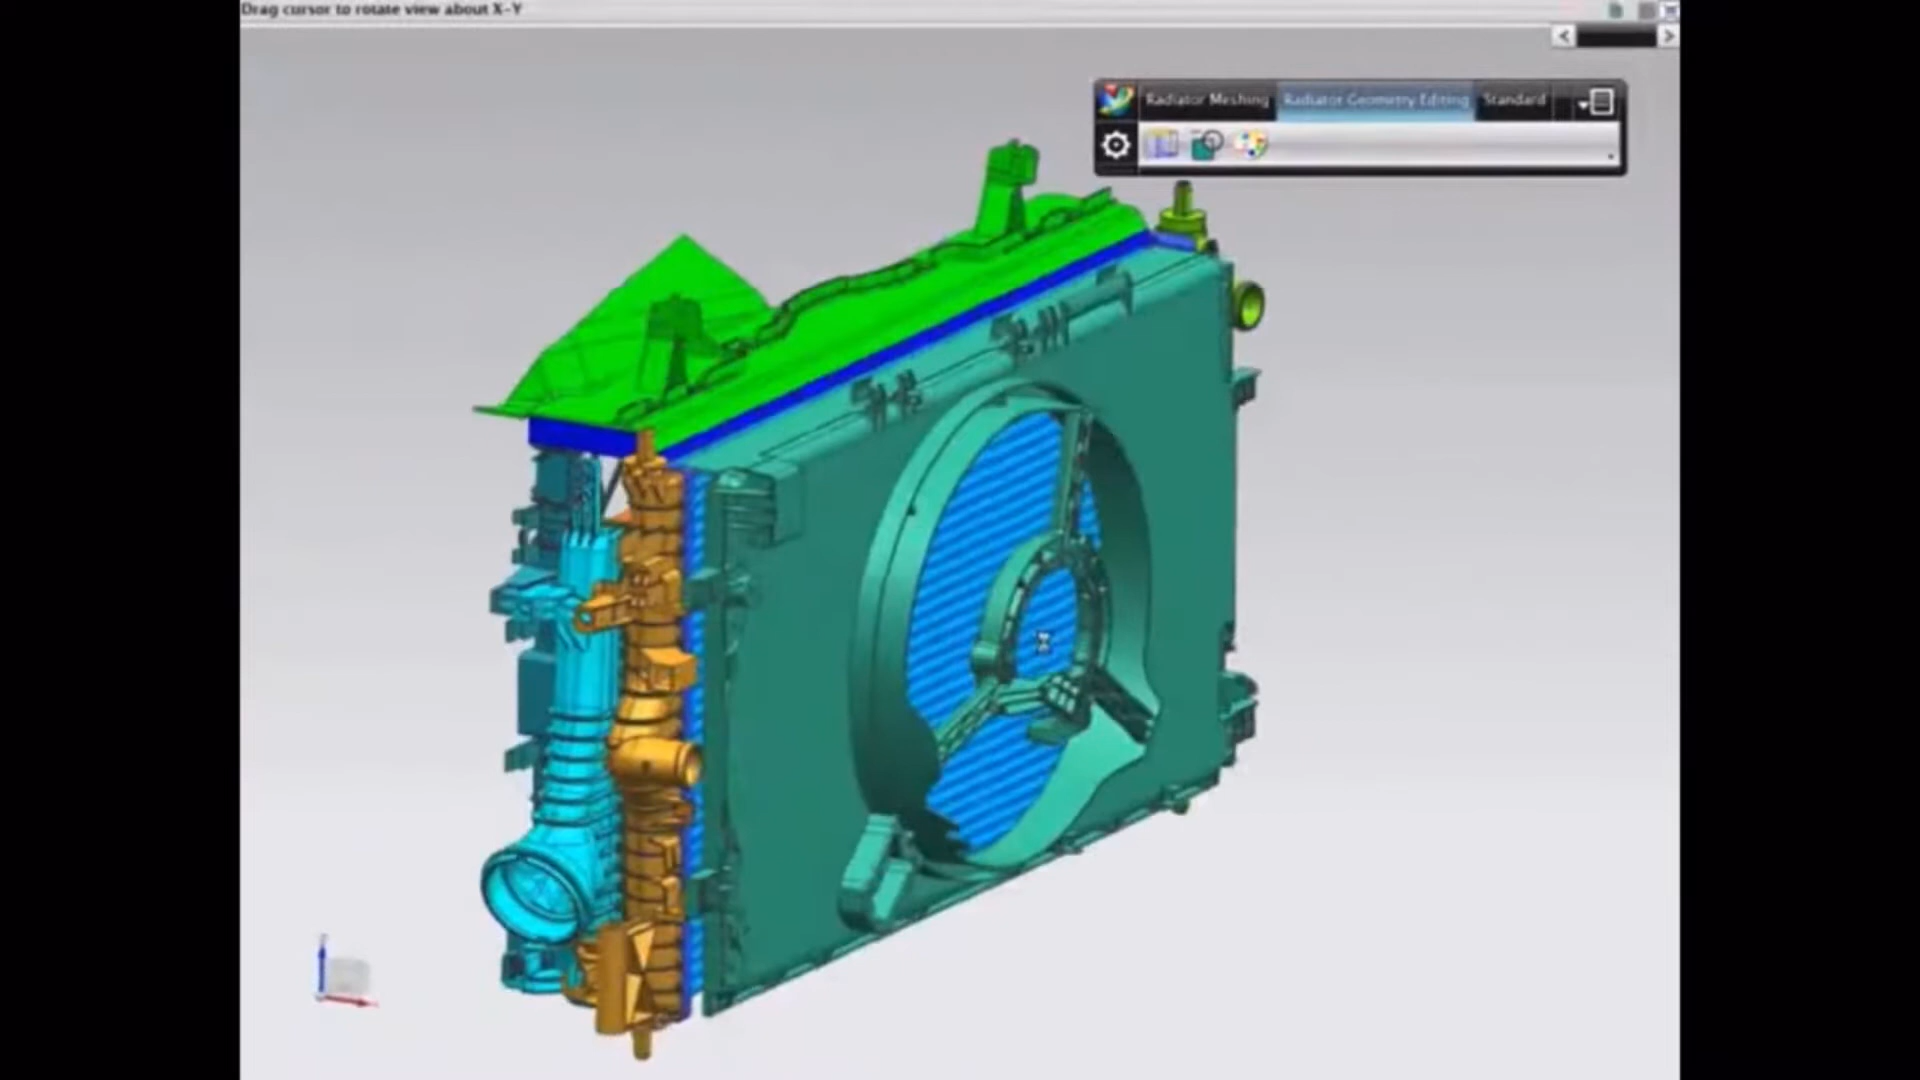 Drag cursor to rotate view about X-Y
Radiator Meshing Radiator Geometry Editing Standard